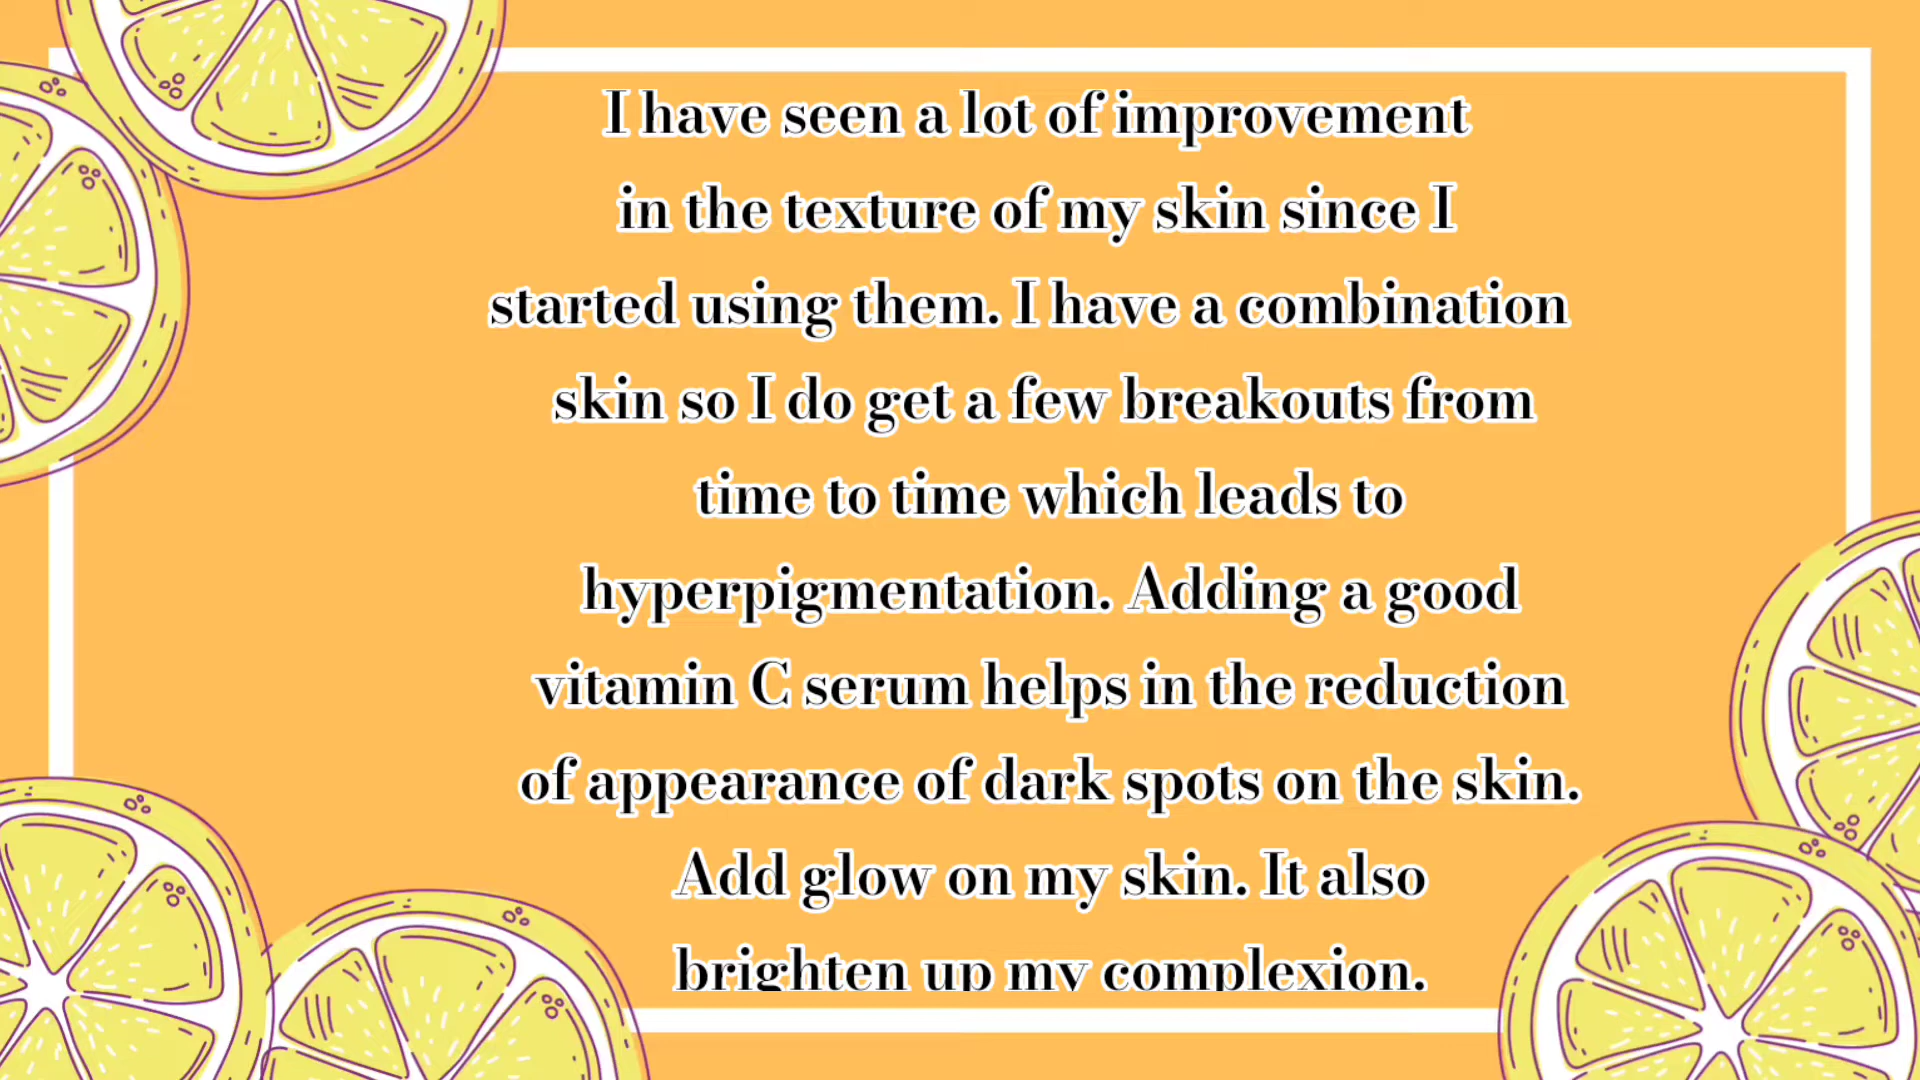 I have seen a lot of improvement
in the texture of my skin since I
started using them. I have a combination
skin so I do get a few breakouts from
time to time which leads to
hyperpigmentation. Adding a good
vitamin C serum helps in the reduction
of appearance of dark spots on the skin.
Add glow on my skin. It also
brighten up my complexion.